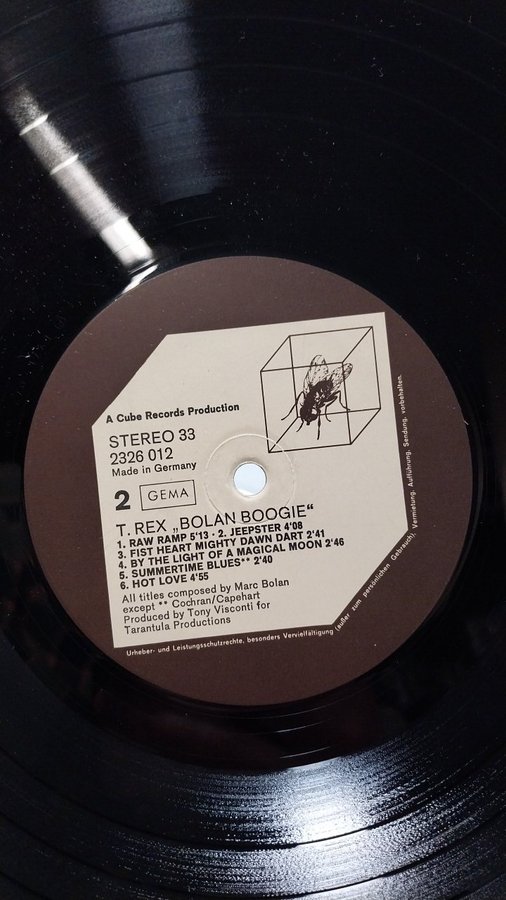 A Cube Records Production
STEREO 33
2326 012
Made in Germany
2 GEMA
T. REX „BOLAN BOOGIE“
1. RAW RAMP 5'13 · 2. JEEPSTER 4'08
3. FIST HEART MIGHTY DAWN DART 2'41
4. BY THE LIGHT OF A MAGICAL MOON 2'46
5. SUMMERTIME BLUES** 2'40
6. HOT LOVE 4'55
All titles composed by Marc Bolan
except ** Cochran/Capehart
Produced by Tony Visconti for
Tarantula Productions
Urheber- und Leistungsschutzrechte, besonders Vervielfältigung (außer zum persönlichen Gebrauch), Vermietung, Aufführung, Sendung, vorbehalten.